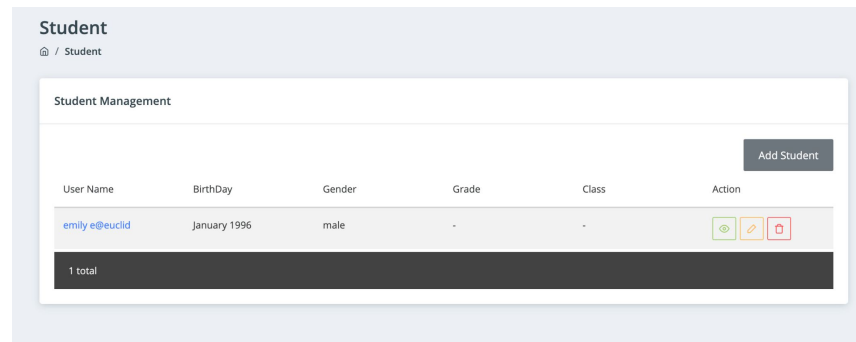 Student
/ Student
Student Management
Add Student
User Name BirthDay Gender Grade Class Action
emily e@euclid January 1996 male - -
1 total